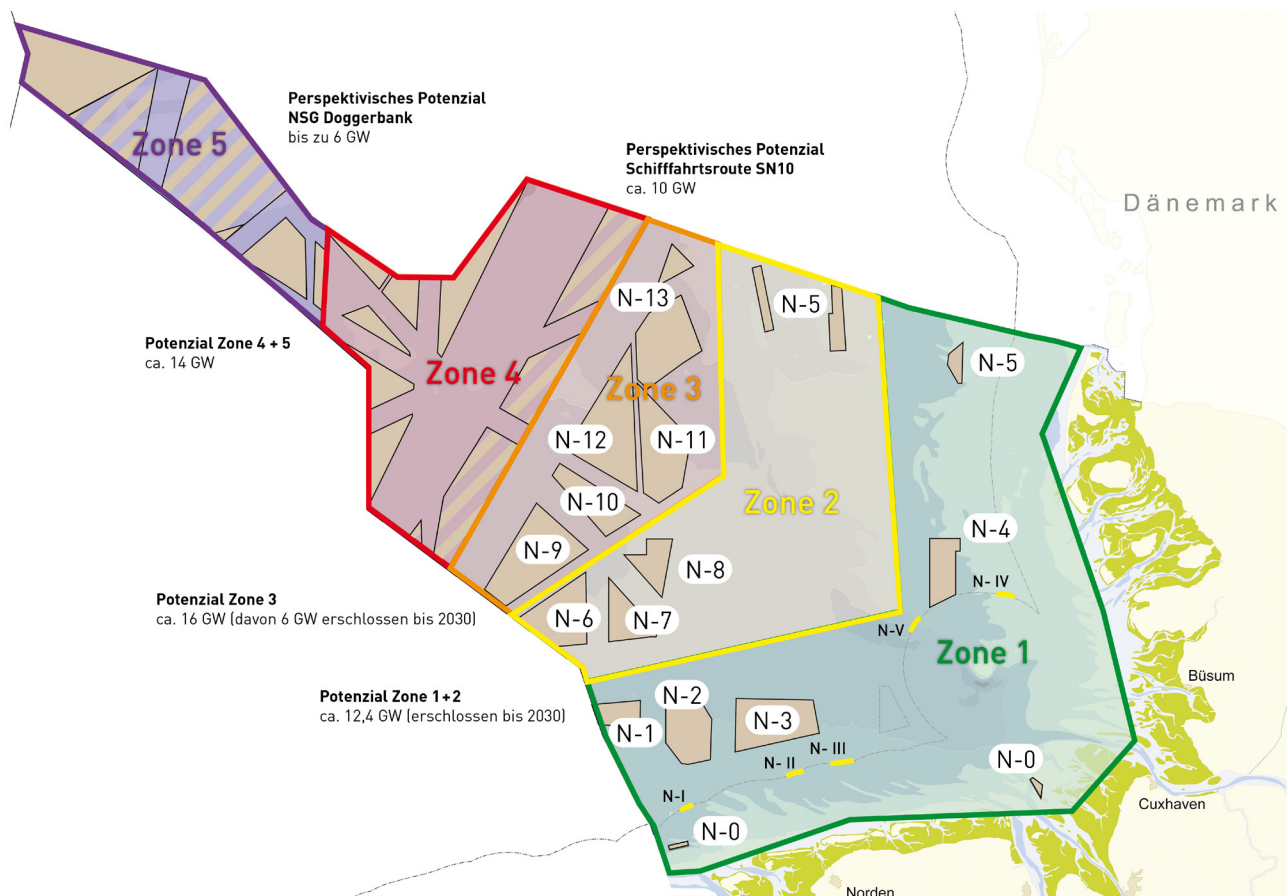 Perspektivisches Potenzial
NSG Doggerbank
bis zu 6 GW
Zone 5
Perspektivisches Potenzial
Schifffahrtsroute SN10
ca. 10 GW
Dänemark
N-13
N-5
Potenzial Zone 4 + 5
ca. 14 GW
N-5
Zone 4
Zone 3
N-12
N-11
Zone 2
N-10
N-4
N-9
N-8
N- IV
Potenzial Zone 3
ca. 16 GW (davon 6 GW erschlossen bis 2030)
N-6
N-7
N-V
Zone 1
Büsum
Potenzial Zone 1+2
ca. 12,4 GW (erschlossen bis 2030)
N-2
N-1
N-3
N- III
N- II
N-0
N-I
Cuxhaven
N-0
Norden